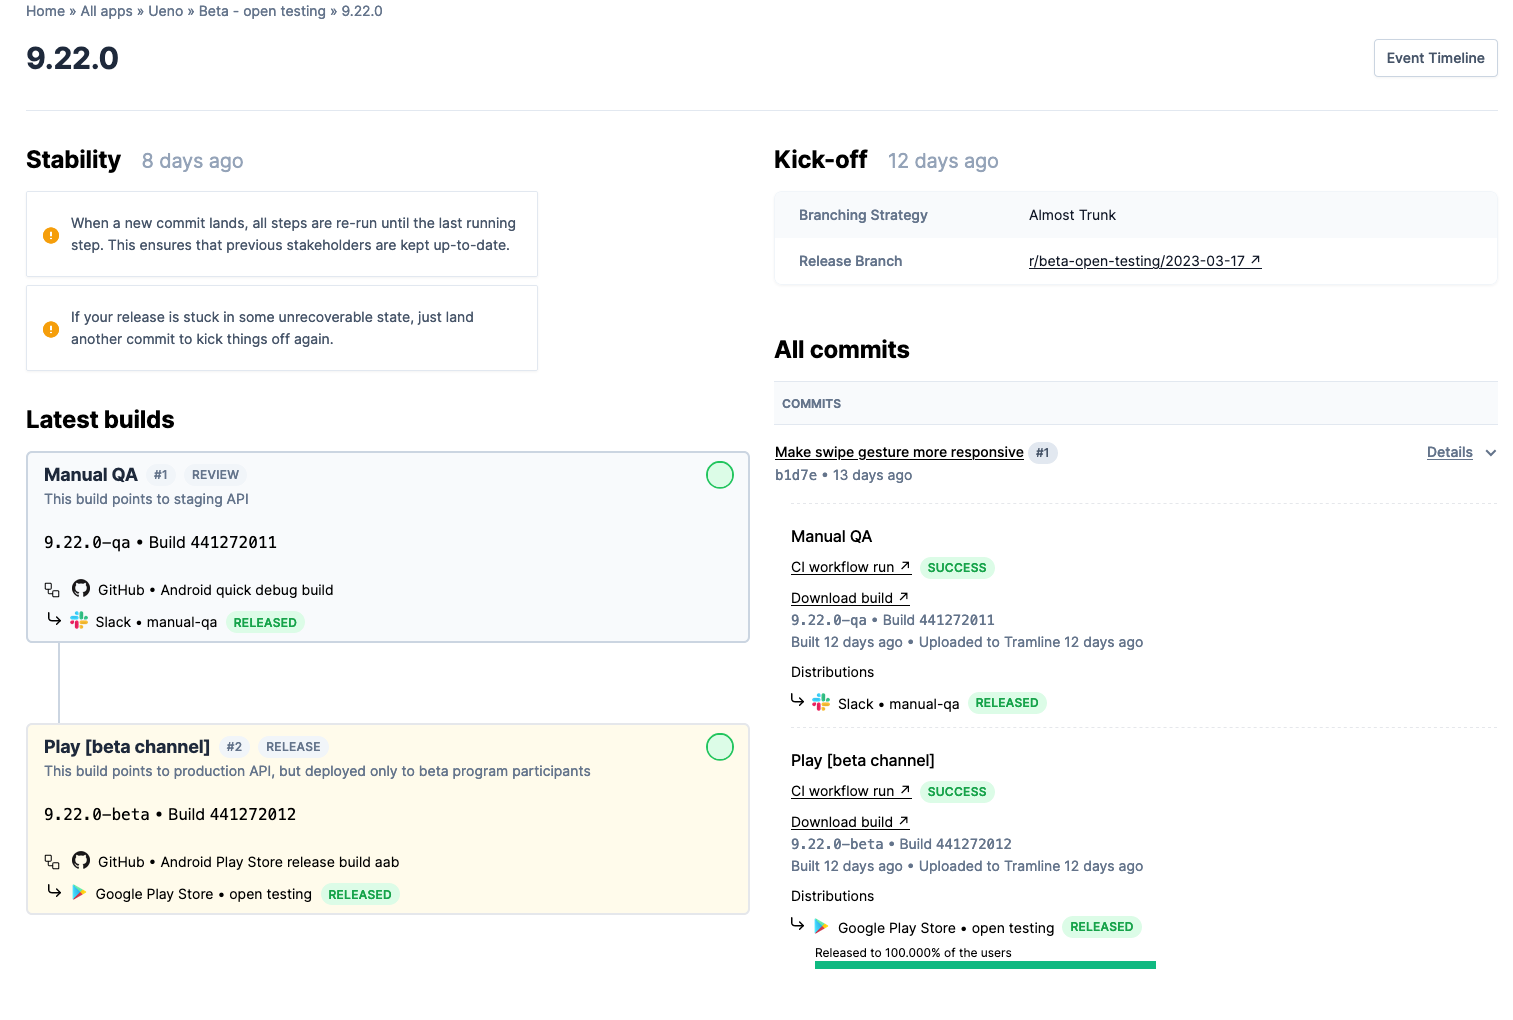 Home » All apps » Ueno » Beta - open testing » 9.22.0
9.22.0
Event Timeline
Stability 8 days ago
When a new commit lands, all steps are re-run until the last running
step. This ensures that previous stakeholders are kept up-to-date.
If your release is stuck in some unrecoverable state, just land
another commit to kick things off again.
Latest builds
Manual QA #1 REVIEW
This build points to staging API
9.22.0-qa • Build 441272011
GitHub • Android quick debug build
Slack • manual-qa RELEASED
Play [beta channel] #2 RELEASE
This build points to production API, but deployed only to beta program participants
9.22.0-beta • Build 441272012
GitHub • Android Play Store release build aab
Google Play Store • open testing RELEASED
Kick-off 12 days ago
Branching Strategy Almost Trunk
Release Branch r/beta-open-testing/2023-03-17 ↗
All commits
COMMITS
Make swipe gesture more responsive #1 Details
b1d7e • 13 days ago
Manual QA
CI workflow run ↗ SUCCESS
Download build ↗
9.22.0-qa • Build 441272011
Built 12 days ago • Uploaded to Tramline 12 days ago
Distributions
Slack • manual-qa RELEASED
Play [beta channel]
CI workflow run ↗ SUCCESS
Download build ↗
9.22.0-beta • Build 441272012
Built 12 days ago • Uploaded to Tramline 12 days ago
Distributions
Google Play Store • open testing RELEASED
Released to 100.000% of the users